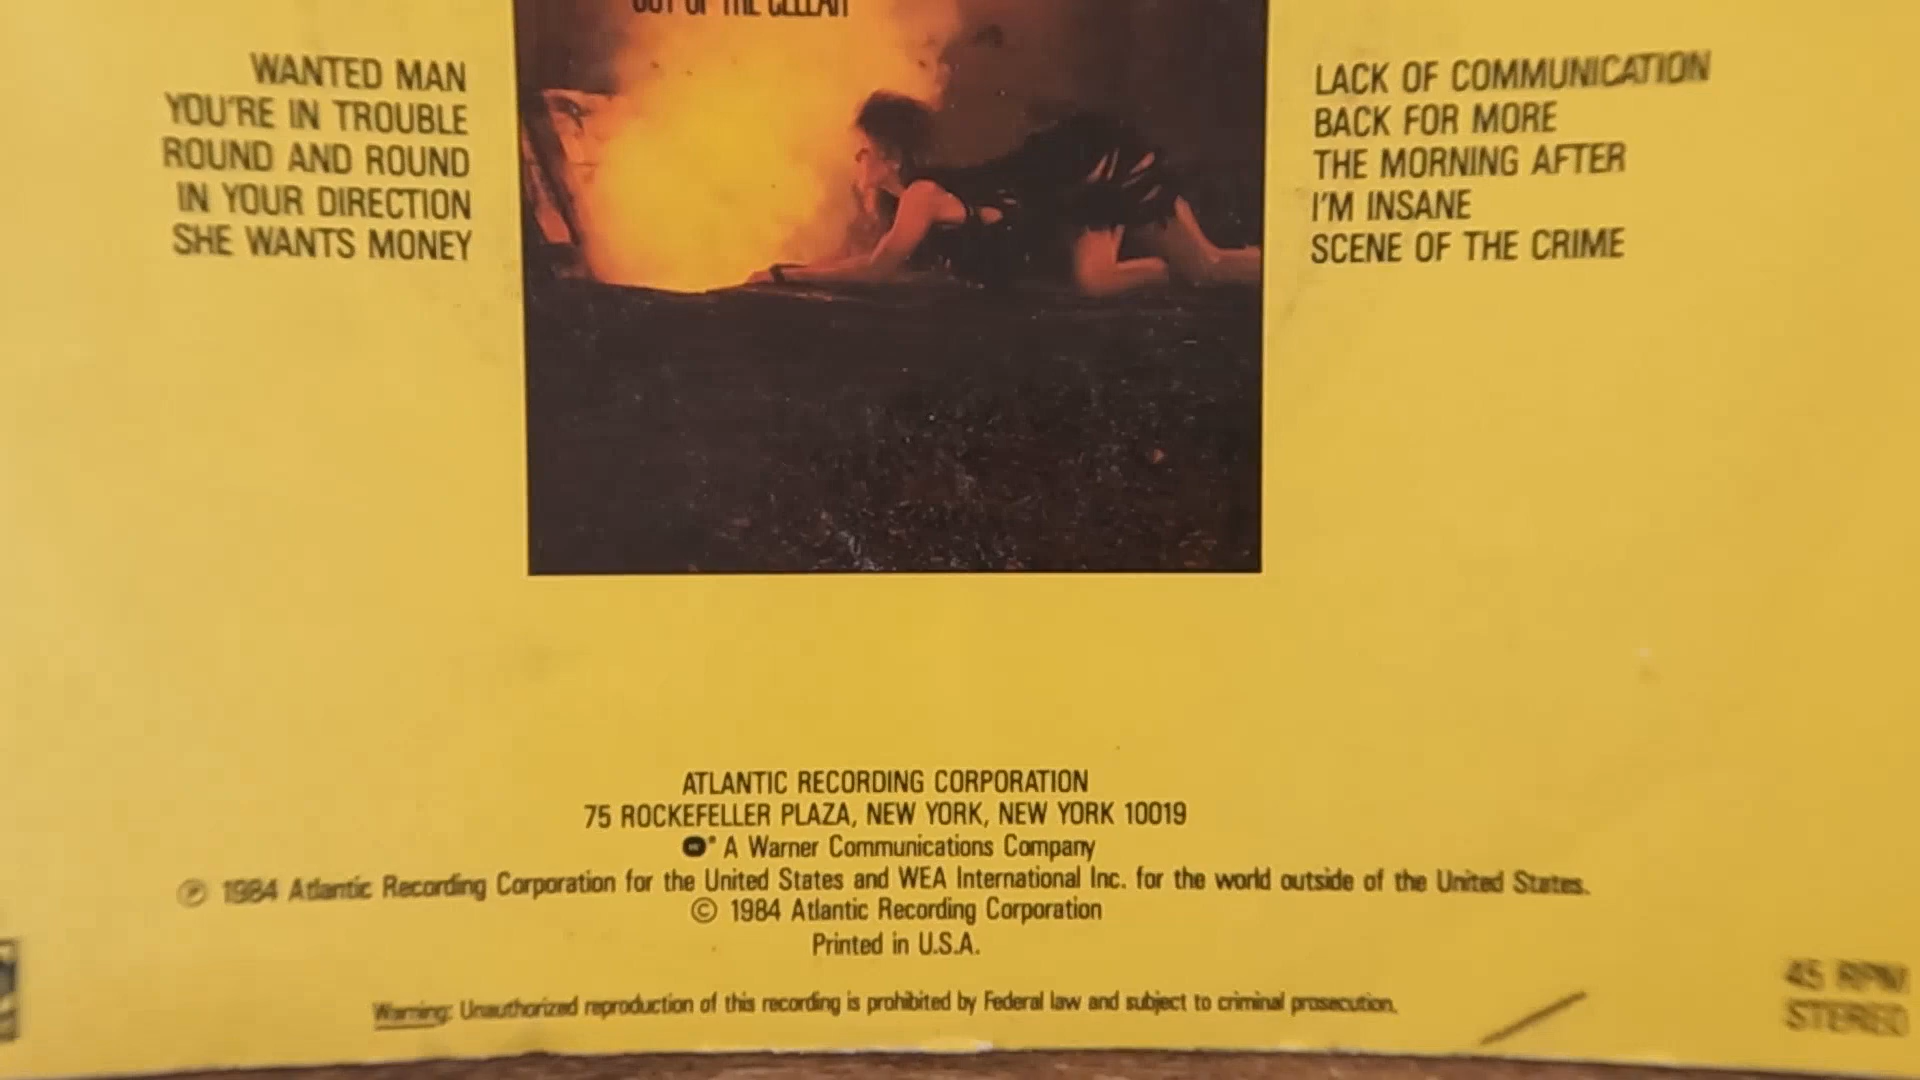 OUT OF THE CELLAR
WANTED MAN
YOU'RE IN TROUBLE
ROUND AND ROUND
IN YOUR DIRECTION
SHE WANTS MONEY
LACK OF COMMUNICATION
BACK FOR MORE
THE MORNING AFTER
I'M INSANE
SCENE OF THE CRIME
ATLANTIC RECORDING CORPORATION
75 ROCKEFELLER PLAZA, NEW YORK, NEW YORK 10019
A Warner Communications Company
℗ 1984 Atlantic Recording Corporation for the United States and WEA International Inc. for the world outside of the United States.
© 1984 Atlantic Recording Corporation
Printed in U.S.A.
Warning: Unauthorized reproduction of this recording is prohibited by Federal law and subject to criminal prosecution.
45 RPM
STEREO